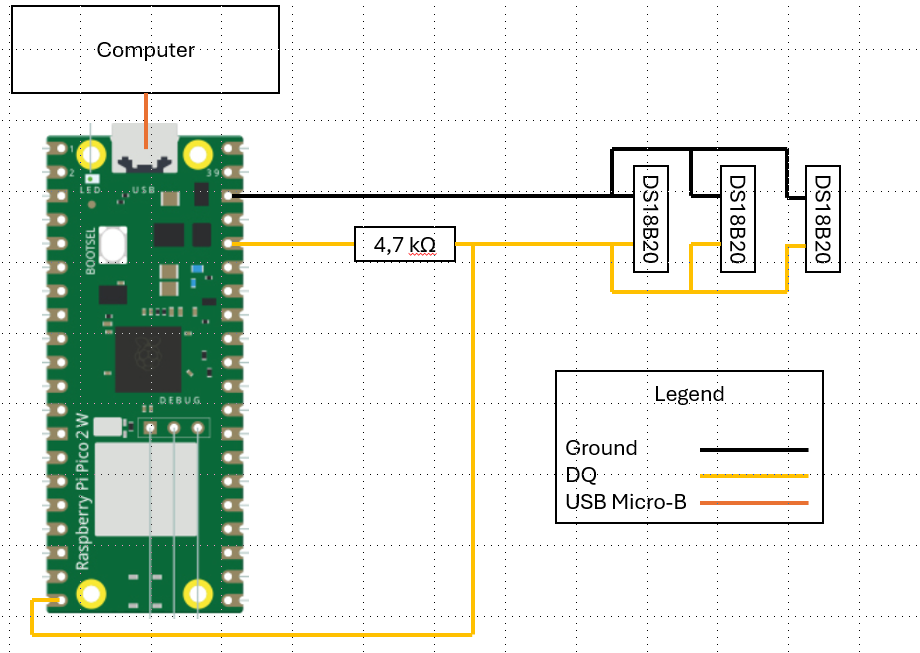 Computer
1
2
39
LED
USB
BOOTSEL
DEBUG
Raspberry Pi Pico 2 W
4,7 kΩ
DS18B20
DS18B20
DS18B20
Legend
Ground
DQ
USB Micro-B